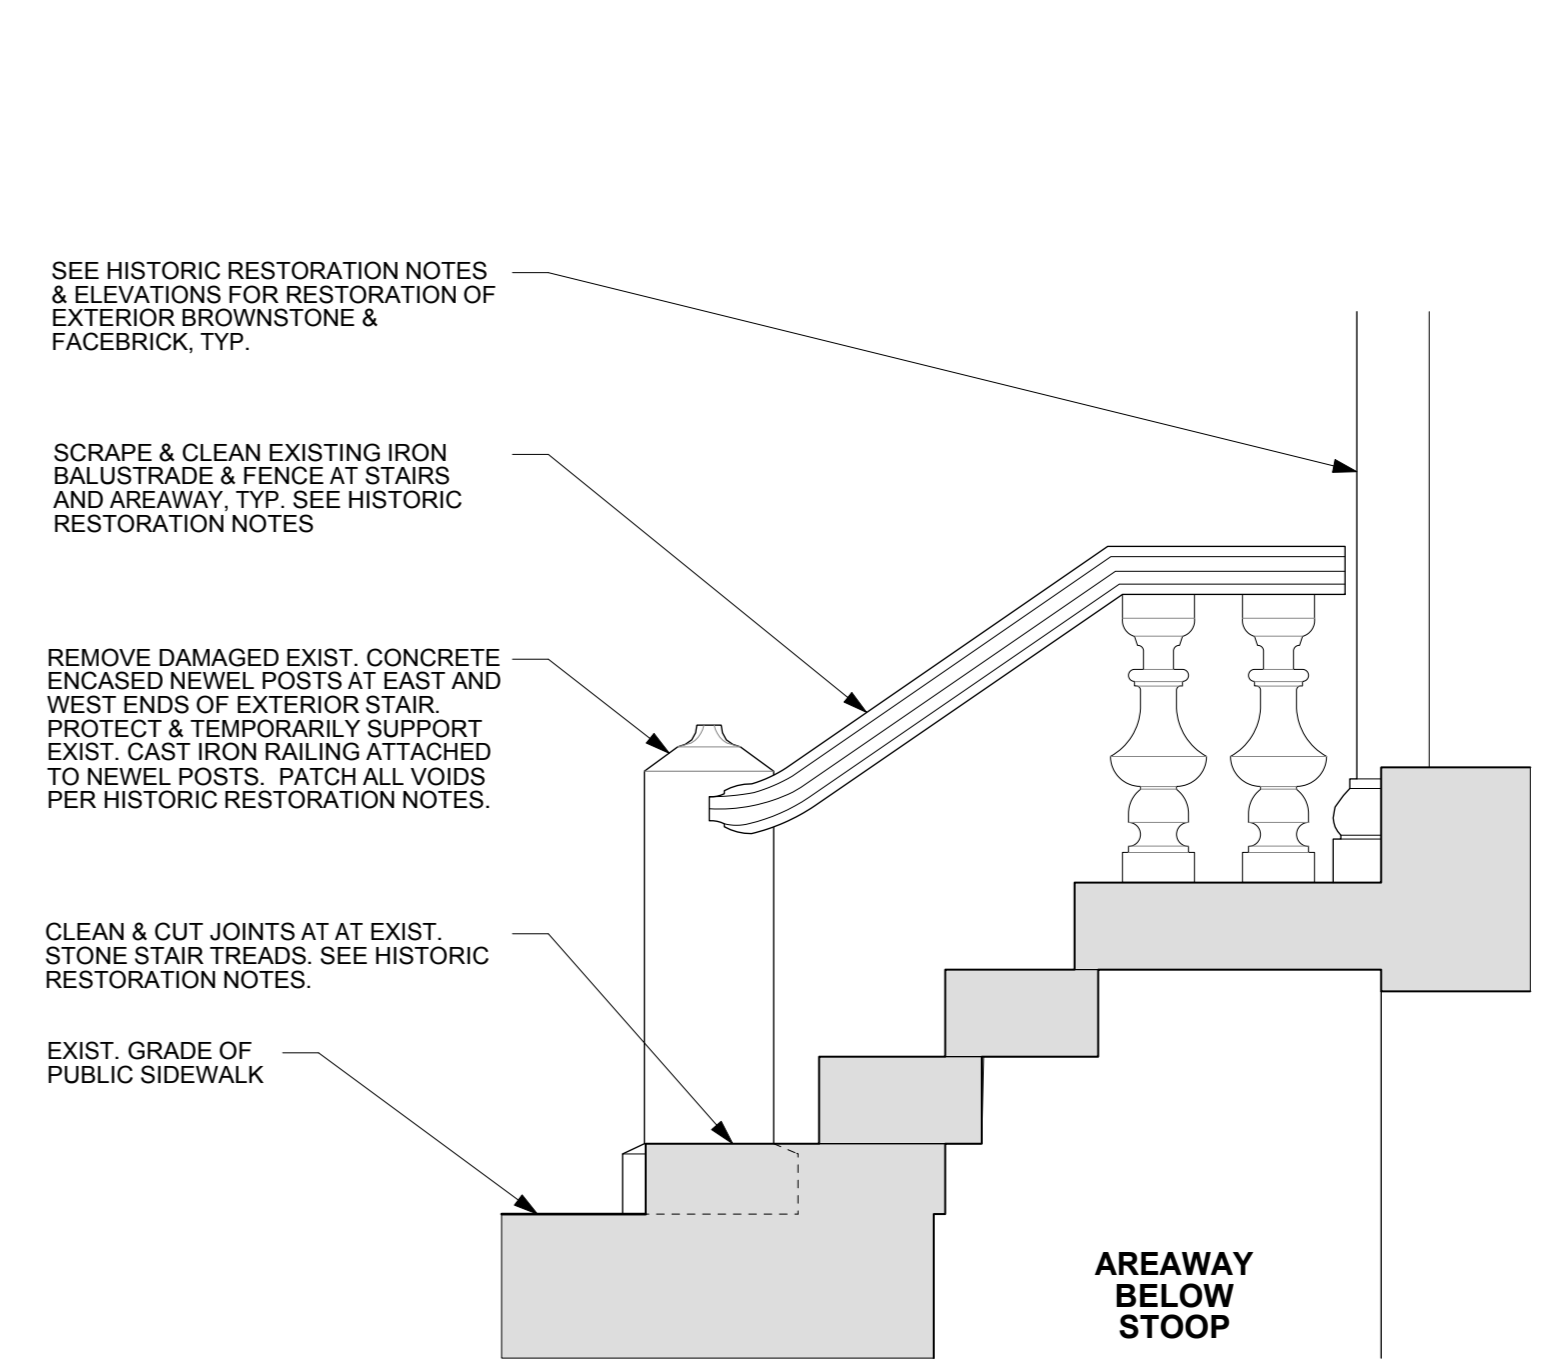 SEE HISTORIC RESTORATION NOTES
& ELEVATIONS FOR RESTORATION OF
EXTERIOR BROWNSTONE &
FACEBRICK, TYP.
SCRAPE & CLEAN EXISTING IRON
BALUSTRADE & FENCE AT STAIRS
AND AREAWAY, TYP. SEE HISTORIC
RESTORATION NOTES
REMOVE DAMAGED EXIST. CONCRETE
ENCASED NEWEL POSTS AT EAST AND
WEST ENDS OF EXTERIOR STAIR.
PROTECT & TEMPORARILY SUPPORT
EXIST. CAST IRON RAILING ATTACHED
TO NEWEL POSTS. PATCH ALL VOIDS
PER HISTORIC RESTORATION NOTES.
CLEAN & CUT JOINTS AT AT EXIST.
STONE STAIR TREADS. SEE HISTORIC
RESTORATION NOTES.
EXIST. GRADE OF
PUBLIC SIDEWALK
AREAWAY
BELOW
STOOP